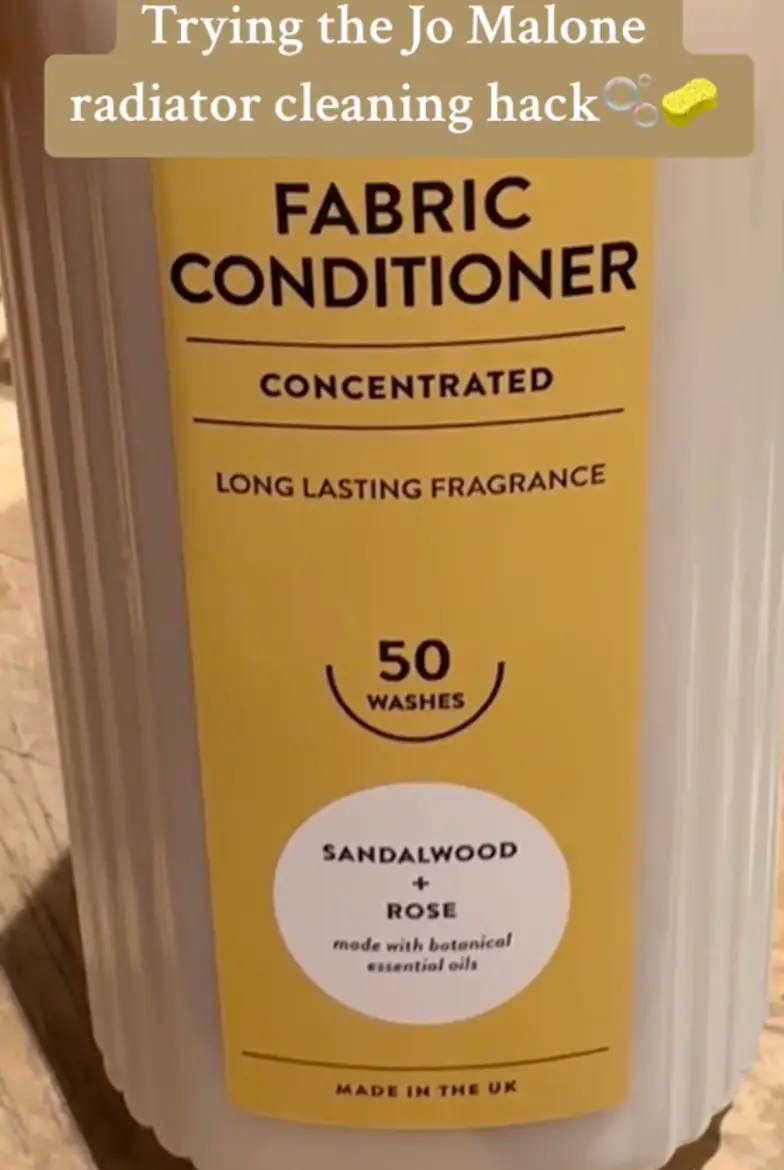 Trying the Jo Malone
radiator cleaning hack🫧🧽
FABRIC
CONDITIONER
CONCENTRATED
LONG LASTING FRAGRANCE
50
WASHES
SANDALWOOD
+
ROSE
made with botanical
essential oils
MADE IN THE UK